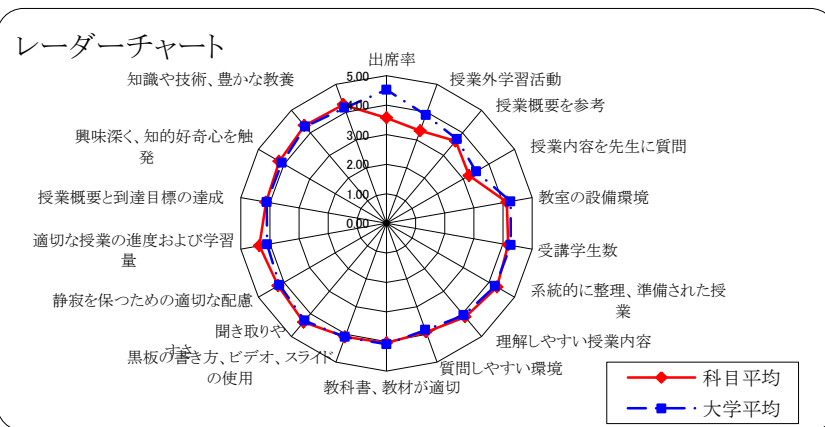 レーダーチャート
出席率
授業外学習活動
授業概要を参考
授業内容を先生に質問
教室の設備環境
受講学生数
系統的に整理、準備された授
業
理解しやすい授業内容
質問しやすい環境
教科書、教材が適切
黒板の書き方、ビデオ、スライド
の使用
聞き取りや
すさ
静寂を保つための適切な配慮
適切な授業の進度および学習
量
授業概要と到達目標の達成
興味深く、知的好奇心を触
発
知識や技術、豊かな教養
5.00
4.00
3.00
2.00
1.00
0.00
科目平均
大学平均